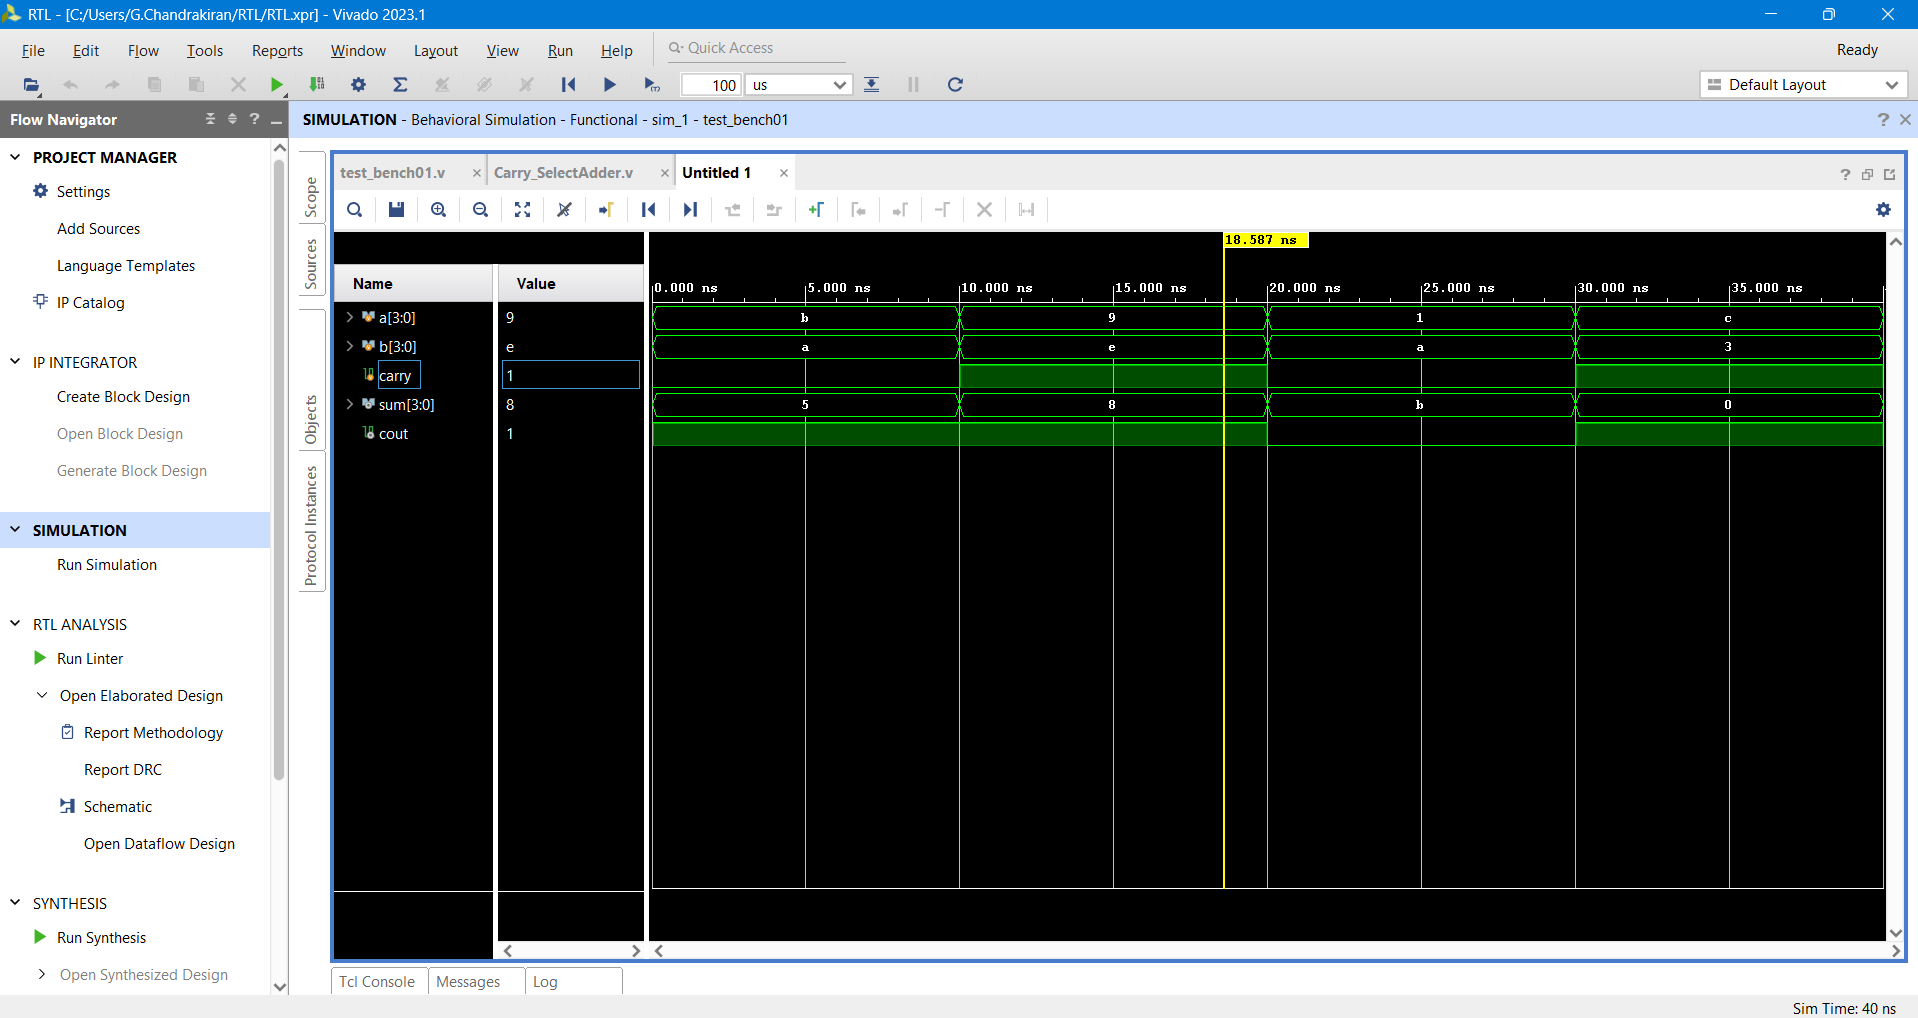 RTL - [C:/Users/G.Chandrakiran/RTL/RTL.xpr] - Vivado 2023.1
File Edit Flow Tools Reports Window Layout View Run Help Quick Access
Ready
100 us
Default Layout
Flow Navigator
SIMULATION - Behavioral Simulation - Functional - sim_1 - test_bench01
PROJECT MANAGER
Settings
Add Sources
Language Templates
IP Catalog
IP INTEGRATOR
Create Block Design
Open Block Design
Generate Block Design
SIMULATION
Run Simulation
RTL ANALYSIS
Run Linter
Open Elaborated Design
Report Methodology
Report DRC
Schematic
Open Dataflow Design
SYNTHESIS
Run Synthesis
Open Synthesized Design
Scope
Sources
Objects
Protocol Instances
test_bench01.v Carry_SelectAdder.v Untitled 1
18.587 ns
Name Value
0.000 ns 5.000 ns 10.000 ns 15.000 ns 20.000 ns 25.000 ns 30.000 ns 35.000 ns
a[3:0] 9 b 9 1 c
b[3:0] e a e a 3
carry 1
sum[3:0] 8 5 8 b 0
cout 1
Tcl Console Messages Log
Sim Time: 40 ns